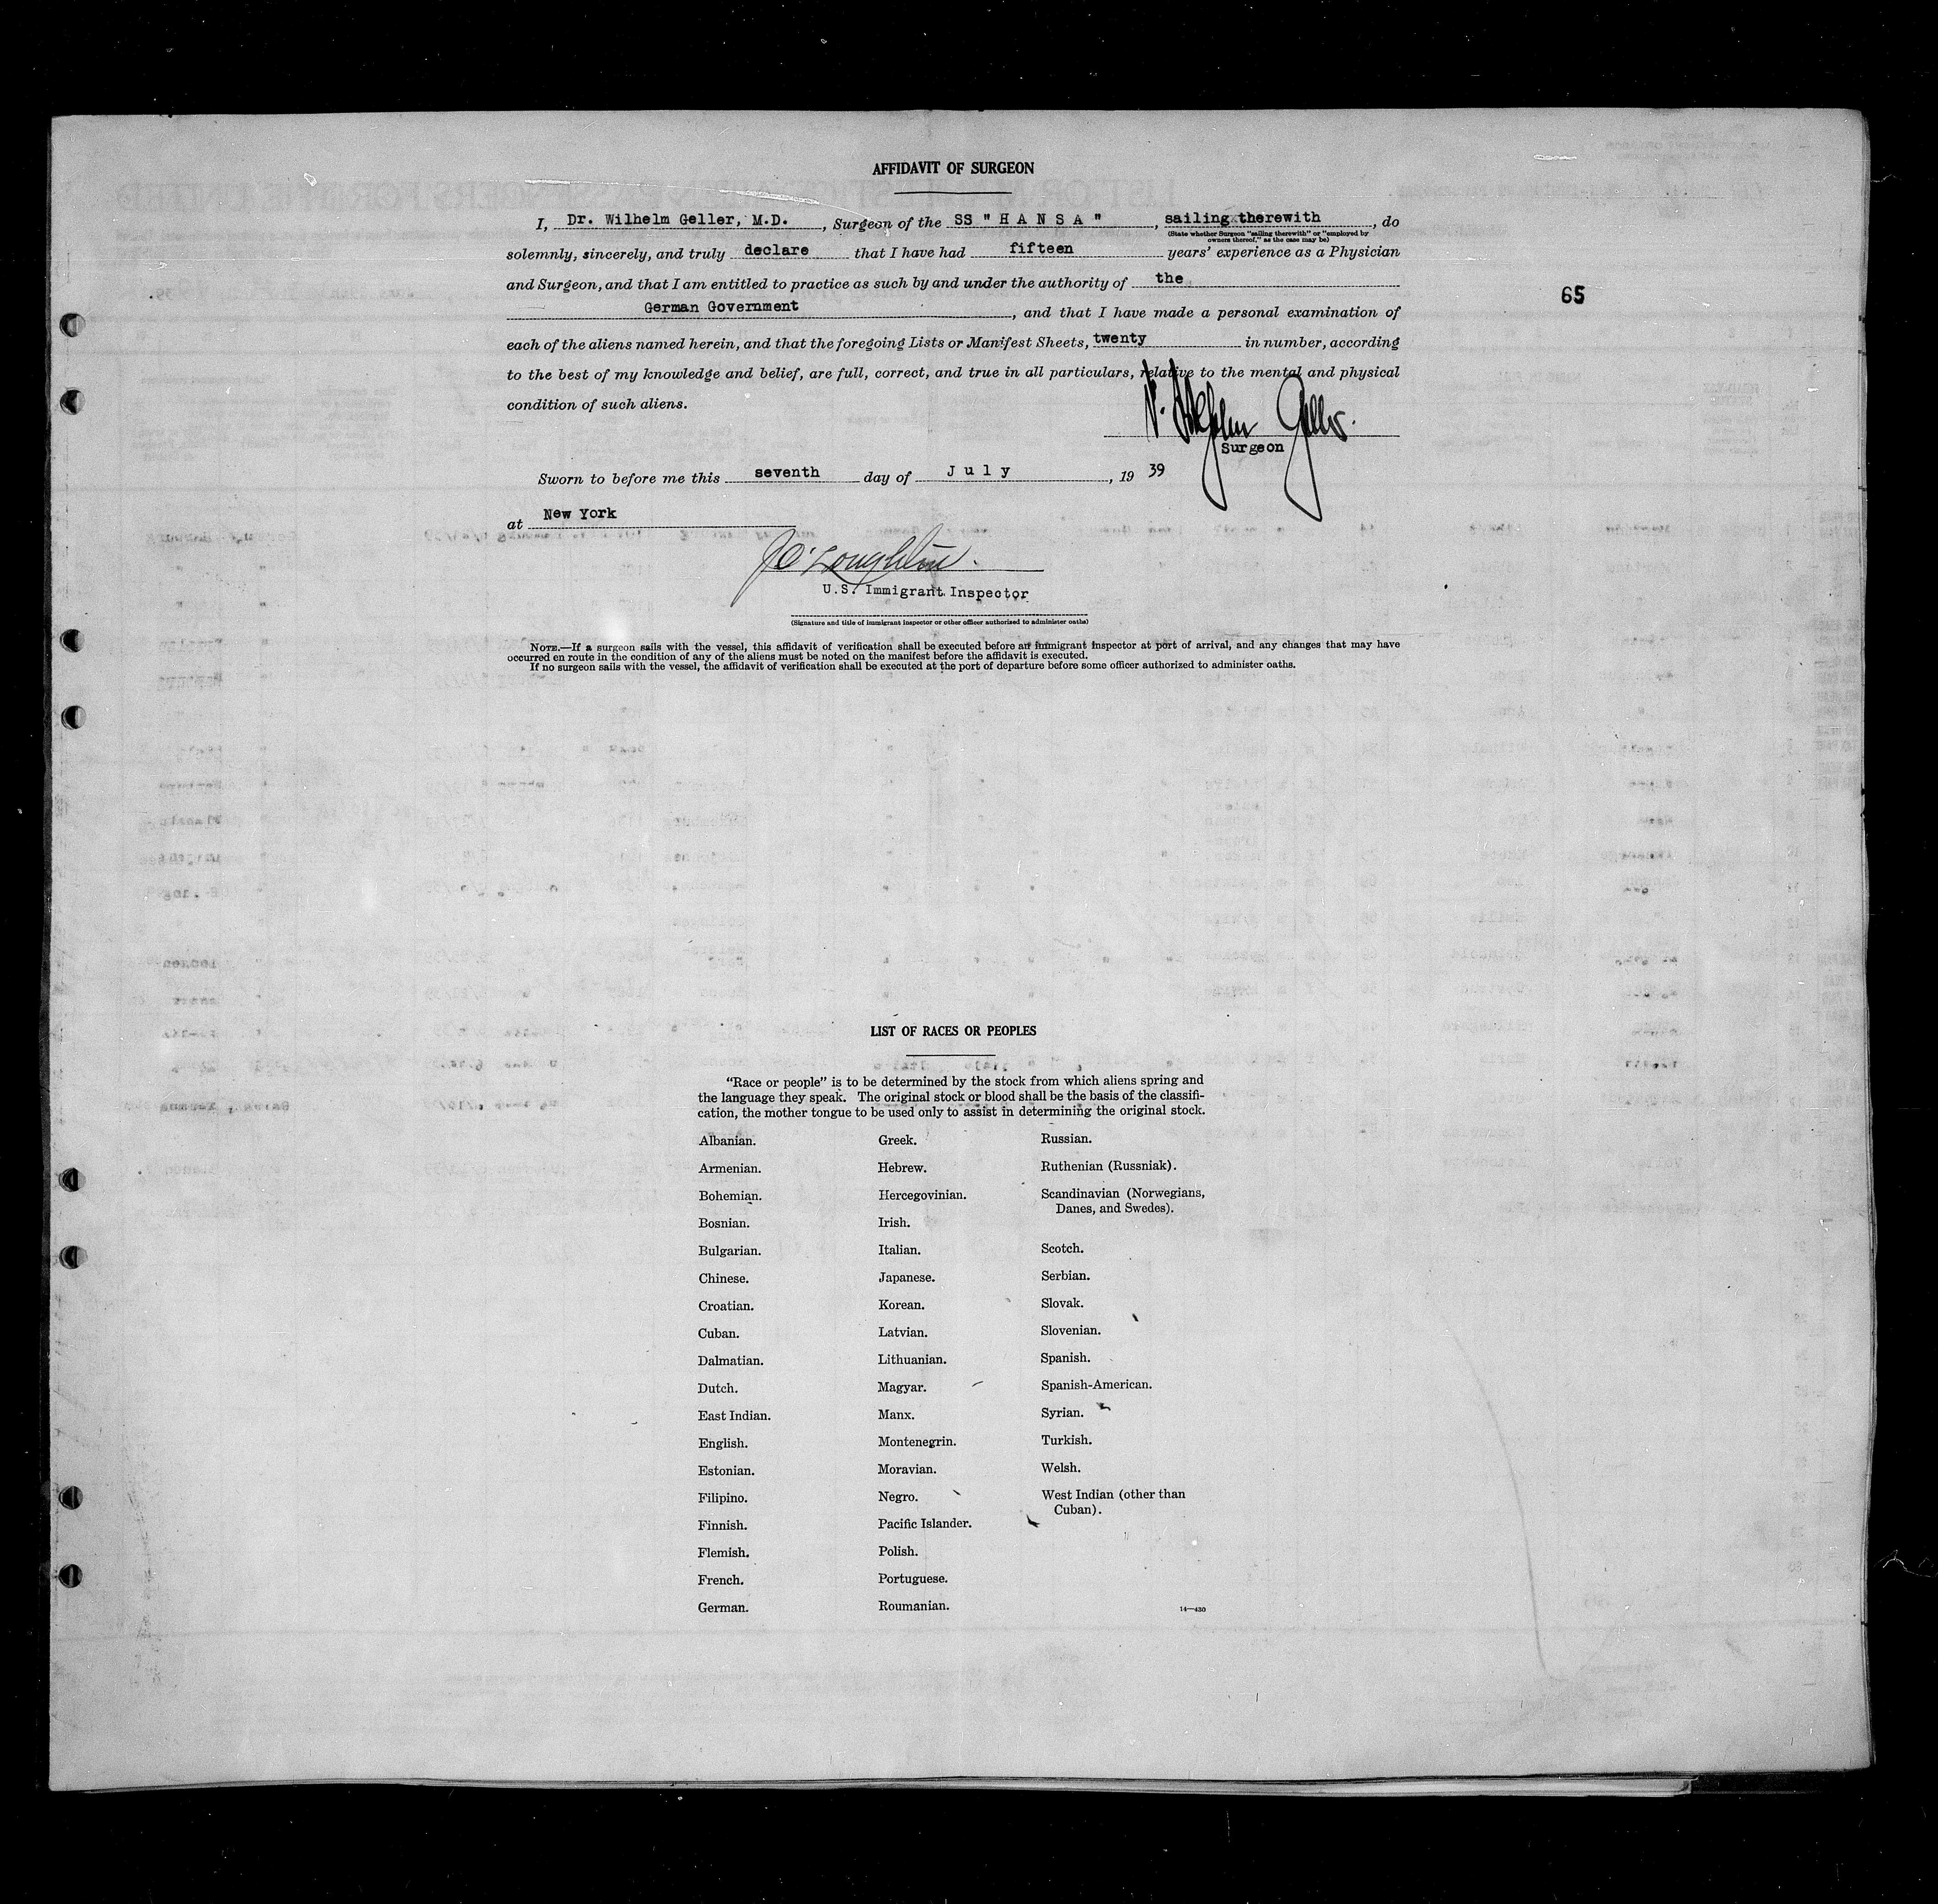 AFFIDAVIT OF SURGEON
I, Dr. Wilhelm Geller, M.D., Surgeon of the SS "H A N S A", sailing therewith, do
(State whether Surgeon "sailing therewith" or "employed by
owners thereof," as the case may be)
solemnly, sincerely, and truly declare that I have had fifteen years' experience as a Physician
and Surgeon, and that I am entitled to practice as such by and under the authority of the
German Government, and that I have made a personal examination of
65
each of the aliens named herein, and that the foregoing Lists or Manifest Sheets, twenty in number, according
to the best of my knowledge and belief, are full, correct, and true in all particulars, relative to the mental and physical
condition of such aliens.
Wilhelm Geller.
Surgeon
Sworn to before me this seventh day of J u l y, 19 39
at New York
J O'Loughlin.
U.S. Immigrant Inspector
(Signature and title of immigrant inspector or other officer authorized to administer oaths)
NOTE.—If a surgeon sails with the vessel, this affidavit of verification shall be executed before an immigrant inspector at port of arrival, and any changes that may have
occurred en route in the condition of any of the aliens must be noted on the manifest before the affidavit is executed.
If no surgeon sails with the vessel, the affidavit of verification shall be executed at the port of departure before some officer authorized to administer oaths.
LIST OF RACES OR PEOPLES
"Race or people" is to be determined by the stock from which aliens spring and
the language they speak. The original stock or blood shall be the basis of the classifi-
cation, the mother tongue to be used only to assist in determining the original stock.
Albanian.
Armenian.
Bohemian.
Bosnian.
Bulgarian.
Chinese.
Croatian.
Cuban.
Dalmatian.
Dutch.
East Indian.
English.
Estonian.
Filipino.
Finnish.
Flemish.
French.
German.
Greek.
Hebrew.
Hercegovinian.
Irish.
Italian.
Japanese.
Korean.
Latvian.
Lithuanian.
Magyar.
Manx.
Montenegrin.
Moravian.
Negro.
Pacific Islander.
Polish.
Portuguese.
Roumanian.
Russian.
Ruthenian (Russniak).
Scandinavian (Norwegians,
Danes, and Swedes).
Scotch.
Serbian.
Slovak.
Slovenian.
Spanish.
Spanish-American.
Syrian.
Turkish.
Welsh.
West Indian (other than
Cuban).
14—430